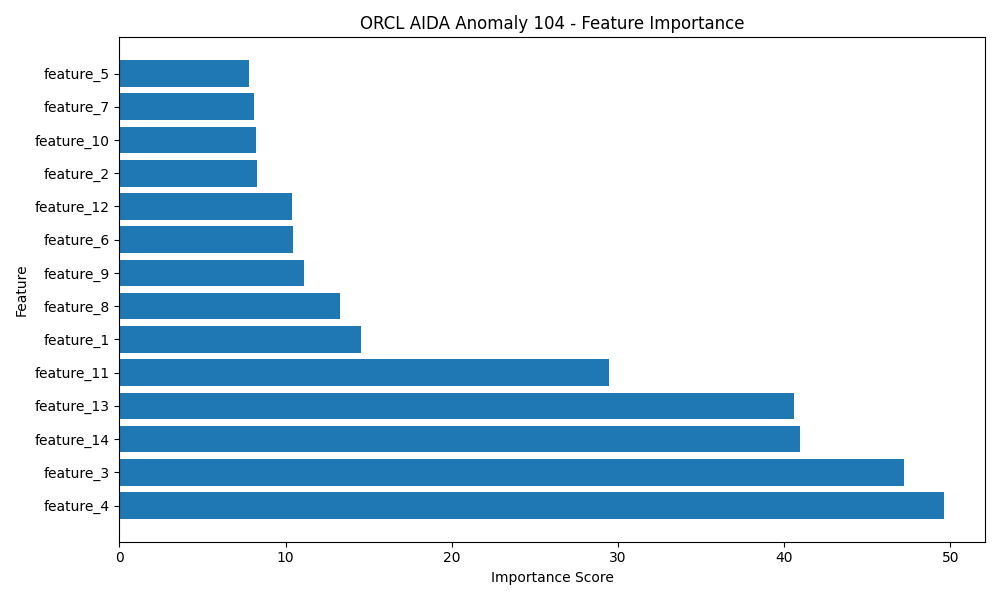 ORCL AIDA Anomaly 104 - Feature Importance
feature_5
feature_7
feature_10
feature_2
feature_12
feature_6
feature_9
feature_8
feature_1
feature_11
feature_13
feature_14
feature_3
feature_4
Feature
0 10 20 30 40 50
Importance Score